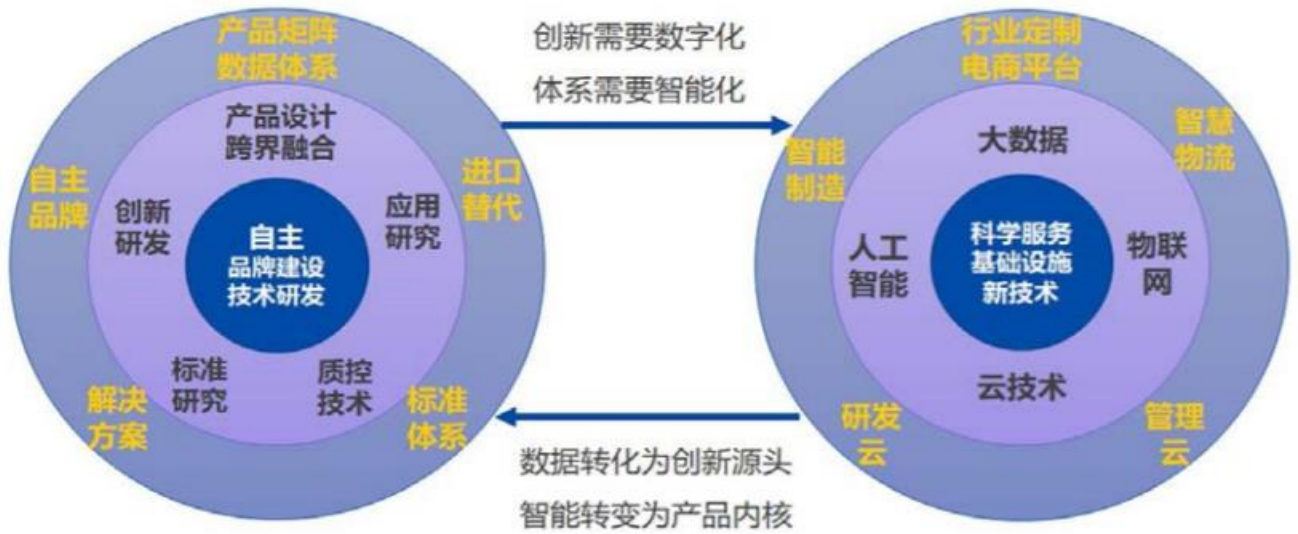 产品矩阵
数据体系
产品设计
跨界融合
自主
品牌
创新
研发
应用
研究
进口
替代
自主
品牌建设
技术研发
标准
研究
质控
技术
解决
方案
标准
体系
创新需要数字化
体系需要智能化
数据转化为创新源头
智能转变为产品内核
行业定制
电商平台
智慧
物流
智能
制造
大数据
人工
智能
科学服务
基础设施
新技术
物联
网
云技术
研发
云
管理
云